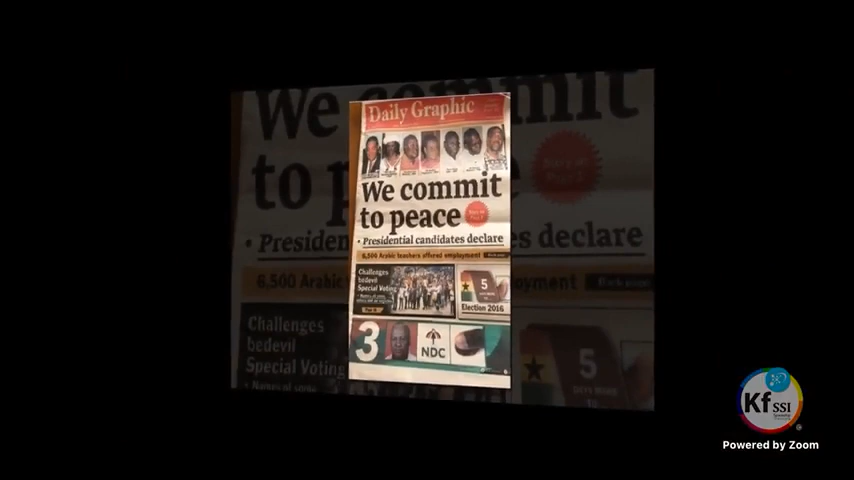 Daily Graphic
We commit
to peace
• Presidential candidates declare
6,500 Arabic teachers offered employment
Challenges
bedevil
Special Voting
5
Election 2016
3
NDC
Kf SSI
Powered by Zoom